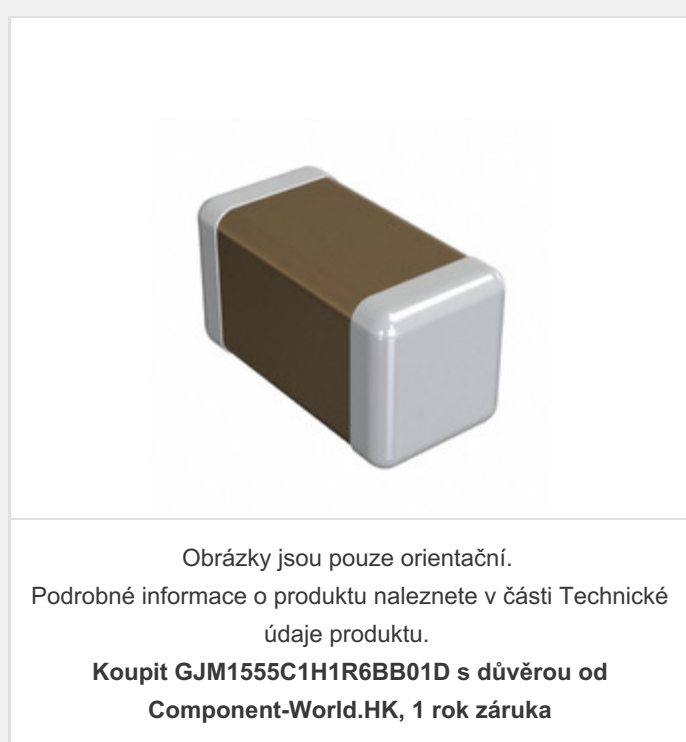 Obrázky jsou pouze orientační.
Podrobné informace o produktu naleznete v části Technické
údaje produktu.
Koupit GJM1555C1H1R6BB01D s důvěrou od
Component-World.HK, 1 rok záruka